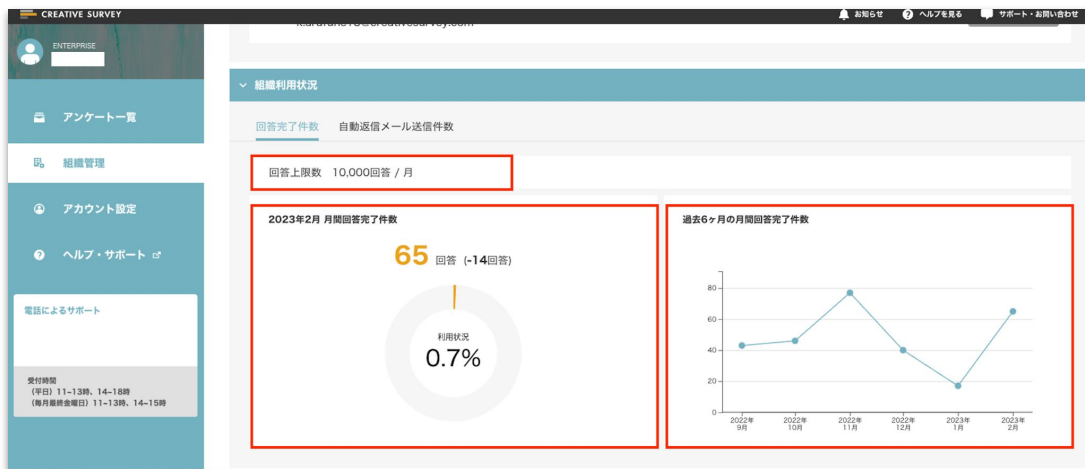 CREATIVE SURVEY
お知らせ
ヘルプを見る
サポート・お問い合わせ
ENTERPRISE
アンケート一覧
組織管理
アカウント設定
ヘルプ・サポート
電話によるサポート
受付時間
(平日) 11~13時、14~18時
(毎月最終金曜日) 11~13時、14~15時
組織利用状況
回答完了件数
自動返信メール送信件数
回答上限数 10,000回答 / 月
2023年2月 月間回答完了件数
65 回答 (-14回答)
利用状況
0.7%
過去6ヶ月の月間回答完了件数
80
60
40
20
0
2022年 9月
2022年 10月
2022年 11月
2022年 12月
2023年 1月
2023年 2月